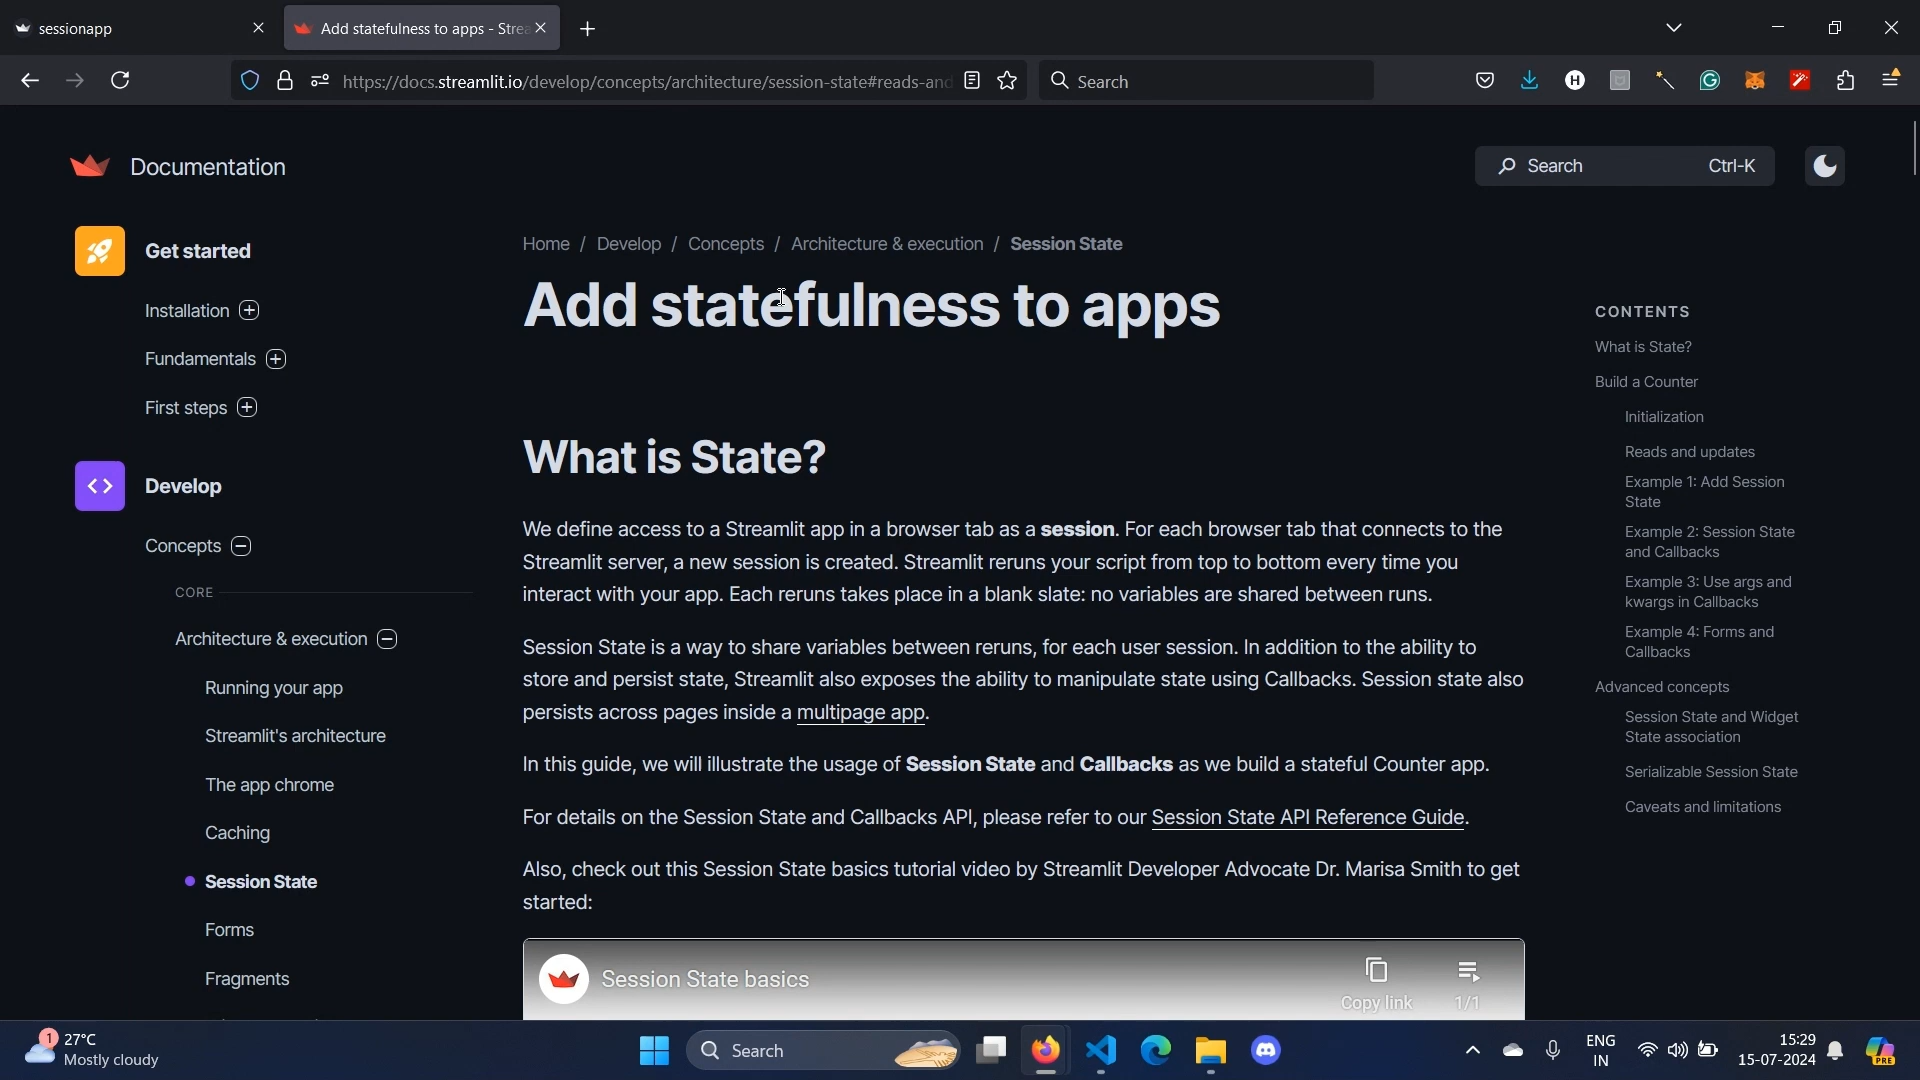 sessionapp
Add statefulness to apps - Strea
https://docs.streamlit.io/develop/concepts/architecture/session-state#reads-and
Search
Documentation
Search Ctrl-K
Get started
Installation
Fundamentals
First steps
Develop
Concepts
CORE
Architecture & execution
Running your app
Streamlit's architecture
The app chrome
Caching
Session State
Forms
Fragments
Home / Develop / Concepts / Architecture & execution / Session State
Add statefulness to apps
What is State?
We define access to a Streamlit app in a browser tab as a session. For each browser tab that connects to the
Streamlit server, a new session is created. Streamlit reruns your script from top to bottom every time you
interact with your app. Each reruns takes place in a blank slate: no variables are shared between runs.
Session State is a way to share variables between reruns, for each user session. In addition to the ability to
store and persist state, Streamlit also exposes the ability to manipulate state using Callbacks. Session state also
persists across pages inside a multipage app.
In this guide, we will illustrate the usage of Session State and Callbacks as we build a stateful Counter app.
For details on the Session State and Callbacks API, please refer to our Session State API Reference Guide.
Also, check out this Session State basics tutorial video by Streamlit Developer Advocate Dr. Marisa Smith to get
started:
Session State basics
Copy link
1/1
CONTENTS
What is State?
Build a Counter
Initialization
Reads and updates
Example 1: Add Session
State
Example 2: Session State
and Callbacks
Example 3: Use args and
kwargs in Callbacks
Example 4: Forms and
Callbacks
Advanced concepts
Session State and Widget
State association
Serializable Session State
Caveats and limitations
1
27°C
Mostly cloudy
Search
ENG
IN
15:29
15-07-2024
PRE